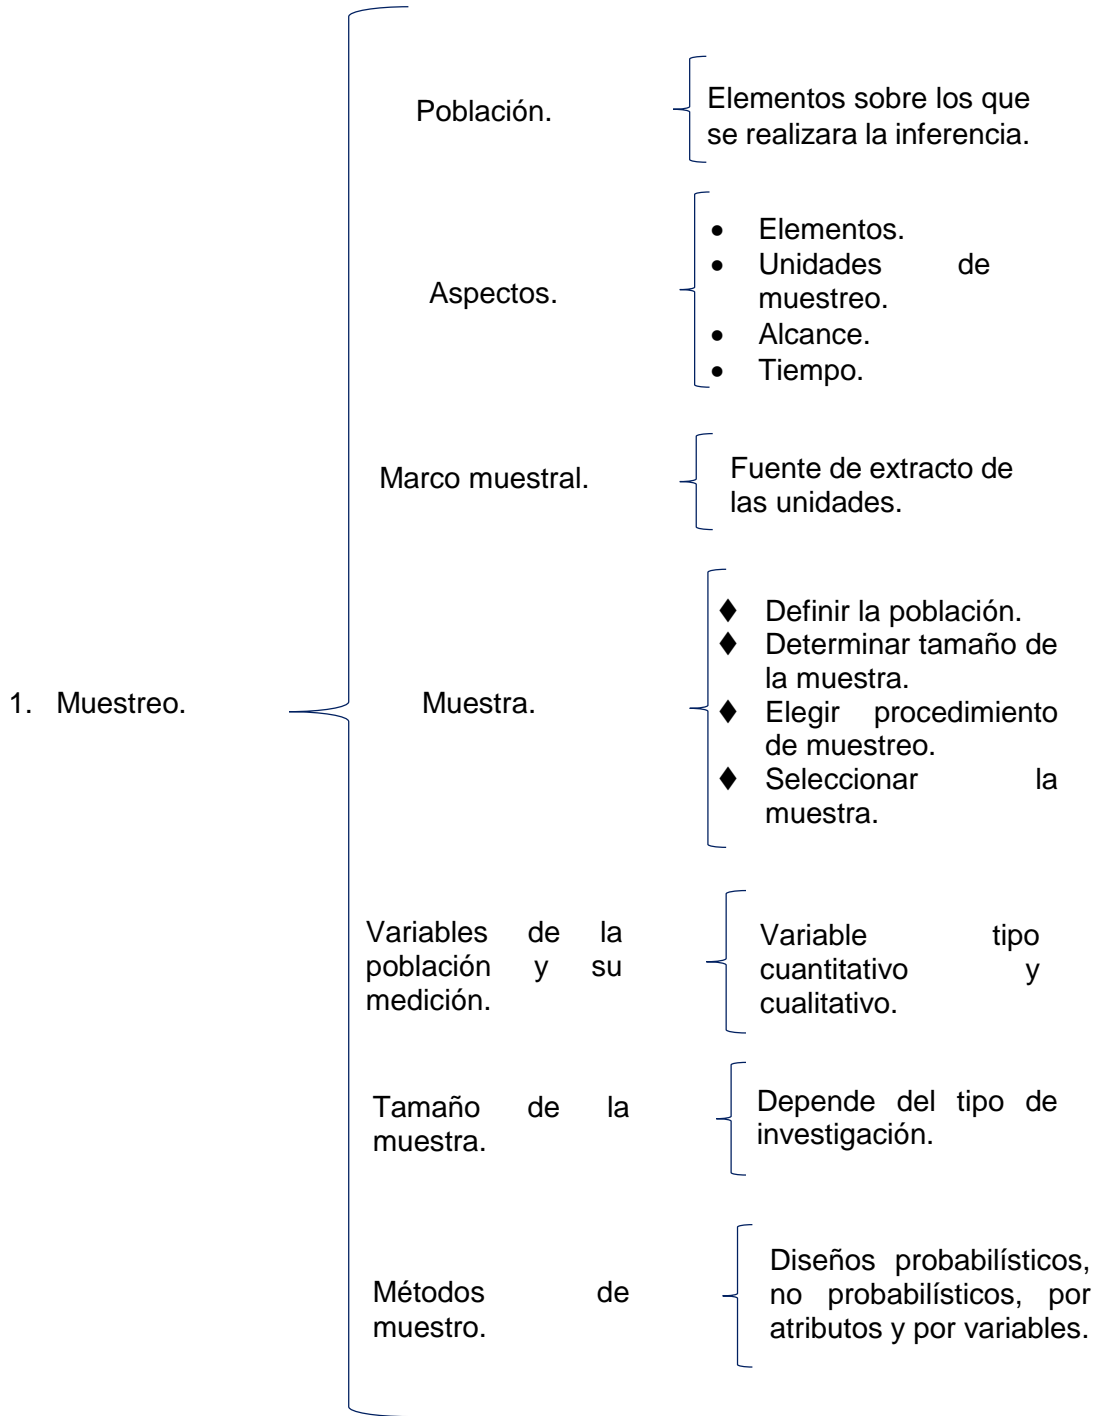 Población.
Elementos sobre los que
se realizara la inferencia.
Aspectos.
• Elementos.
• Unidades de
muestreo.
• Alcance.
• Tiempo.
Marco muestral.
Fuente de extracto de
las unidades.
1. Muestreo.
Muestra.
♦ Definir la población.
♦ Determinar tamaño de
la muestra.
♦ Elegir procedimiento
de muestreo.
♦ Seleccionar la
muestra.
Variables de la
población y su
medición.
Variable tipo
cuantitativo y
cualitativo.
Tamaño de la
muestra.
Depende del tipo de
investigación.
Métodos de
muestro.
Diseños probabilísticos,
no probabilísticos, por
atributos y por variables.